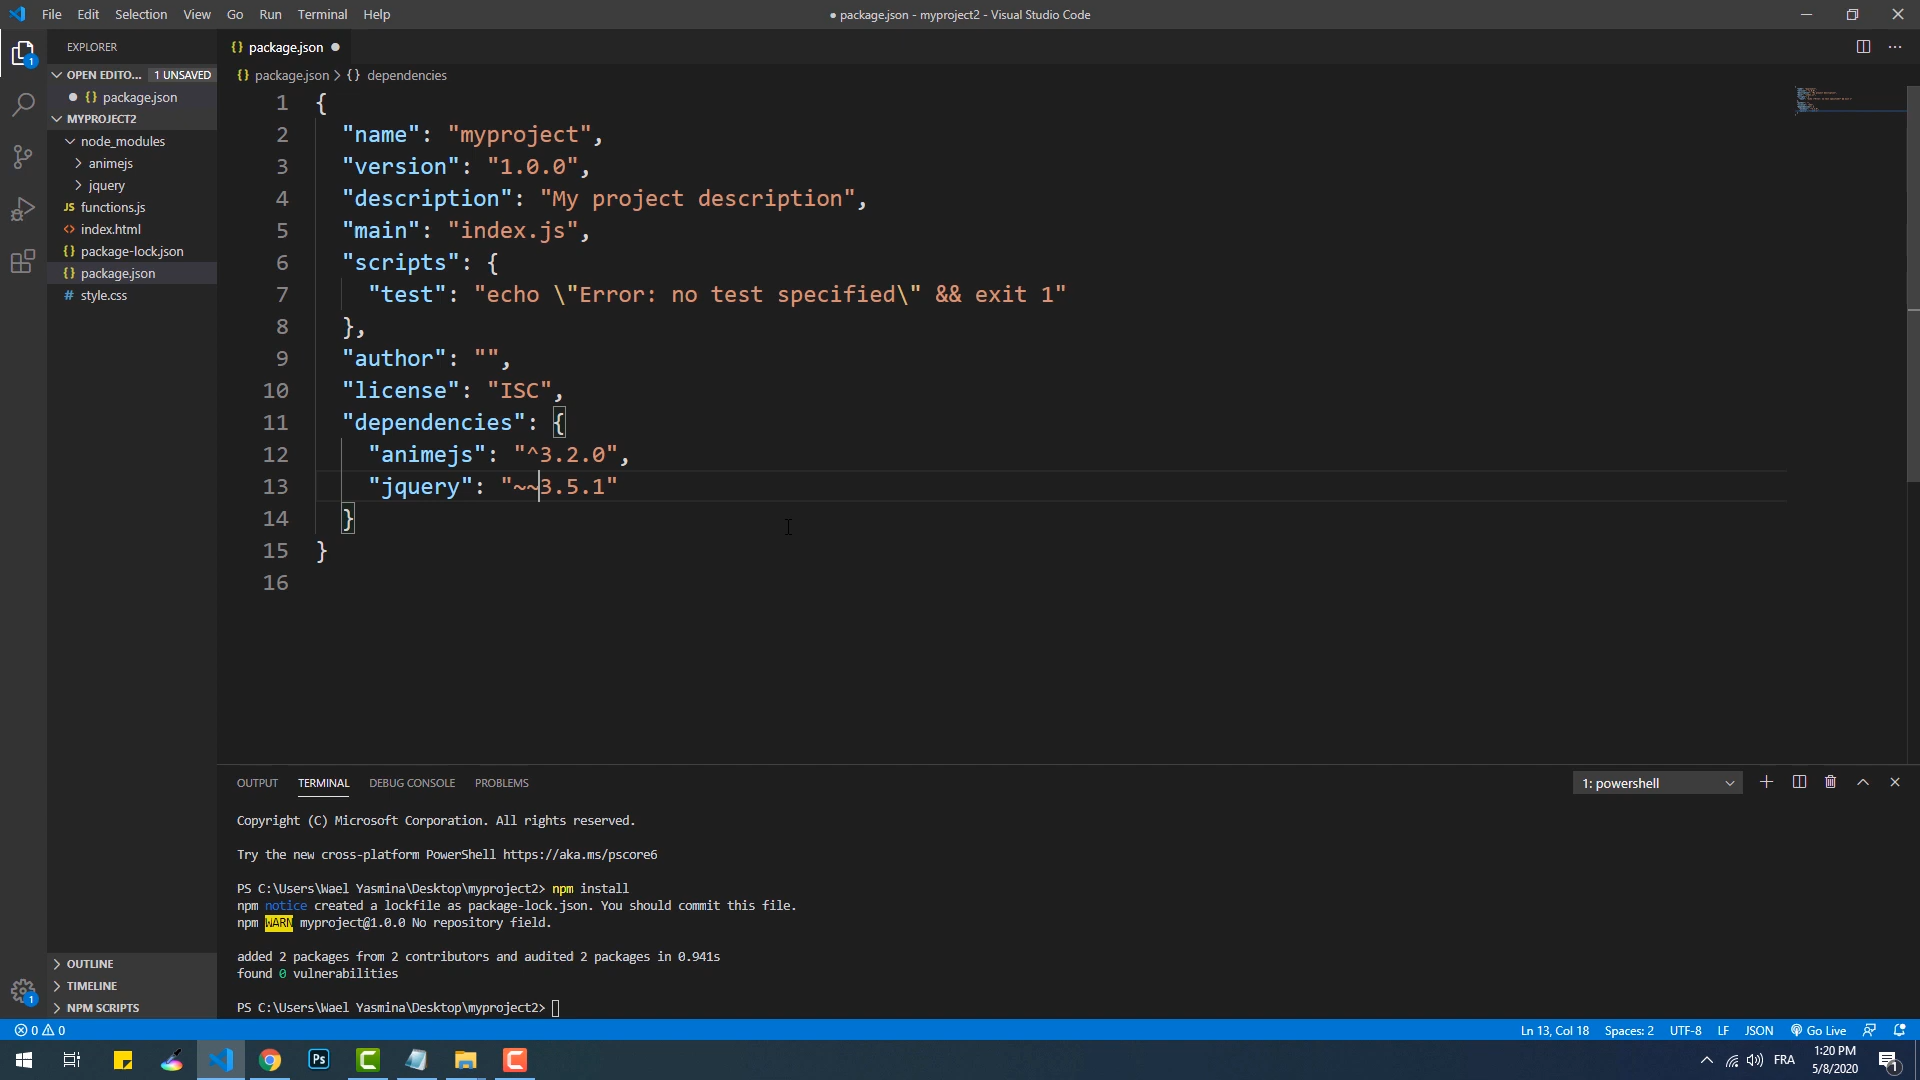 File Edit Selection View Go Run Terminal Help
● package.json - myproject2 - Visual Studio Code
EXPLORER
{} package.json ●
OPEN EDITO... 1 UNSAVED
{} package.json > {} dependencies
● {} package.json
MYPROJECT2
node_modules
animejs
jquery
JS functions.js
<> index.html
{} package-lock.json
{} package.json
# style.css
1 {
2 "name": "myproject",
3 "version": "1.0.0",
4 "description": "My project description",
5 "main": "index.js",
6 "scripts": {
7 "test": "echo \"Error: no test specified\" && exit 1"
8 },
9 "author": "",
10 "license": "ISC",
11 "dependencies": {
12 "animejs": "^3.2.0",
13 "jquery": "~~3.5.1"
14 }
15 }
16
OUTPUT TERMINAL DEBUG CONSOLE PROBLEMS
1: powershell
Copyright (C) Microsoft Corporation. All rights reserved.
Try the new cross-platform PowerShell https://aka.ms/pscore6
PS C:\Users\Wael Yasmina\Desktop\myproject2> npm install
npm notice created a lockfile as package-lock.json. You should commit this file.
npm WARN myproject@1.0.0 No repository field.
added 2 packages from 2 contributors and audited 2 packages in 0.941s
found 0 vulnerabilities
PS C:\Users\Wael Yasmina\Desktop\myproject2>
OUTLINE
TIMELINE
NPM SCRIPTS
1
1
0 0
Ln 13, Col 18 Spaces: 2 UTF-8 LF JSON Go Live
Ps
FRA
1:20 PM
5/8/2020
1